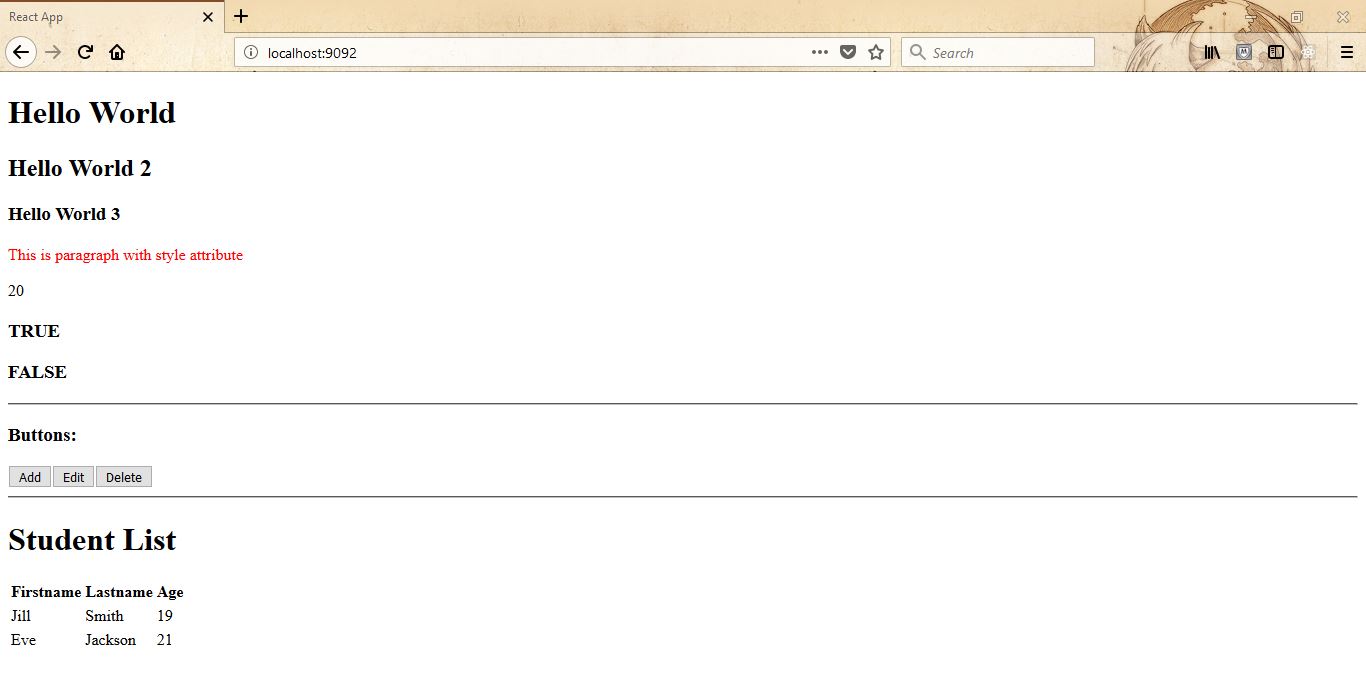 React App
localhost:9092
Search
Hello World
Hello World 2
Hello World 3
This is paragraph with style attribute
20
TRUE
FALSE
Buttons:
Add Edit Delete
Student List
Firstname Lastname Age
Jill Smith 19
Eve Jackson 21